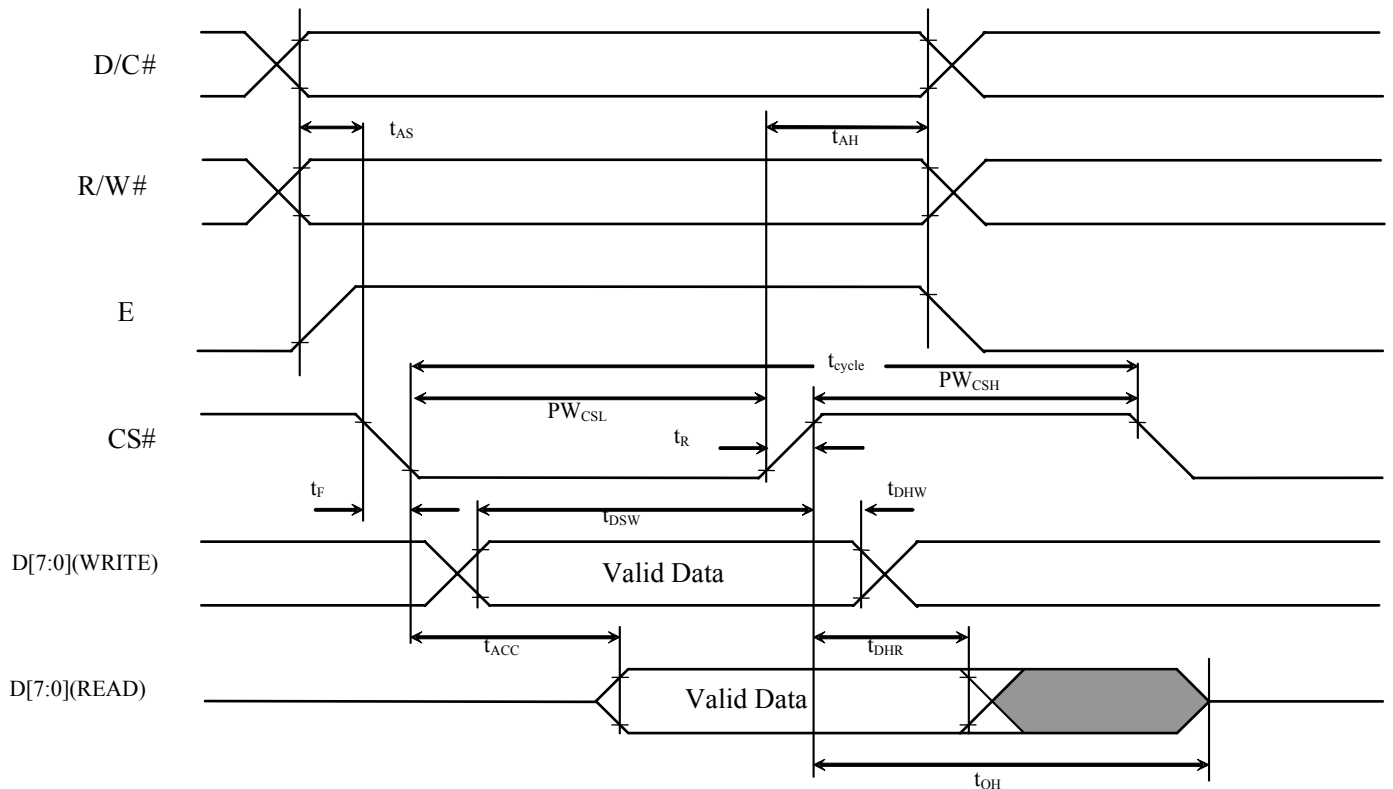 D/C#
tAS
tAH
R/W#
E
tcycle
PWCSH
PWCSL
CS#
tR
tF
tDHW
tDSW
D[7:0](WRITE)
Valid Data
tACC
tDHR
D[7:0](READ)
Valid Data
tOH